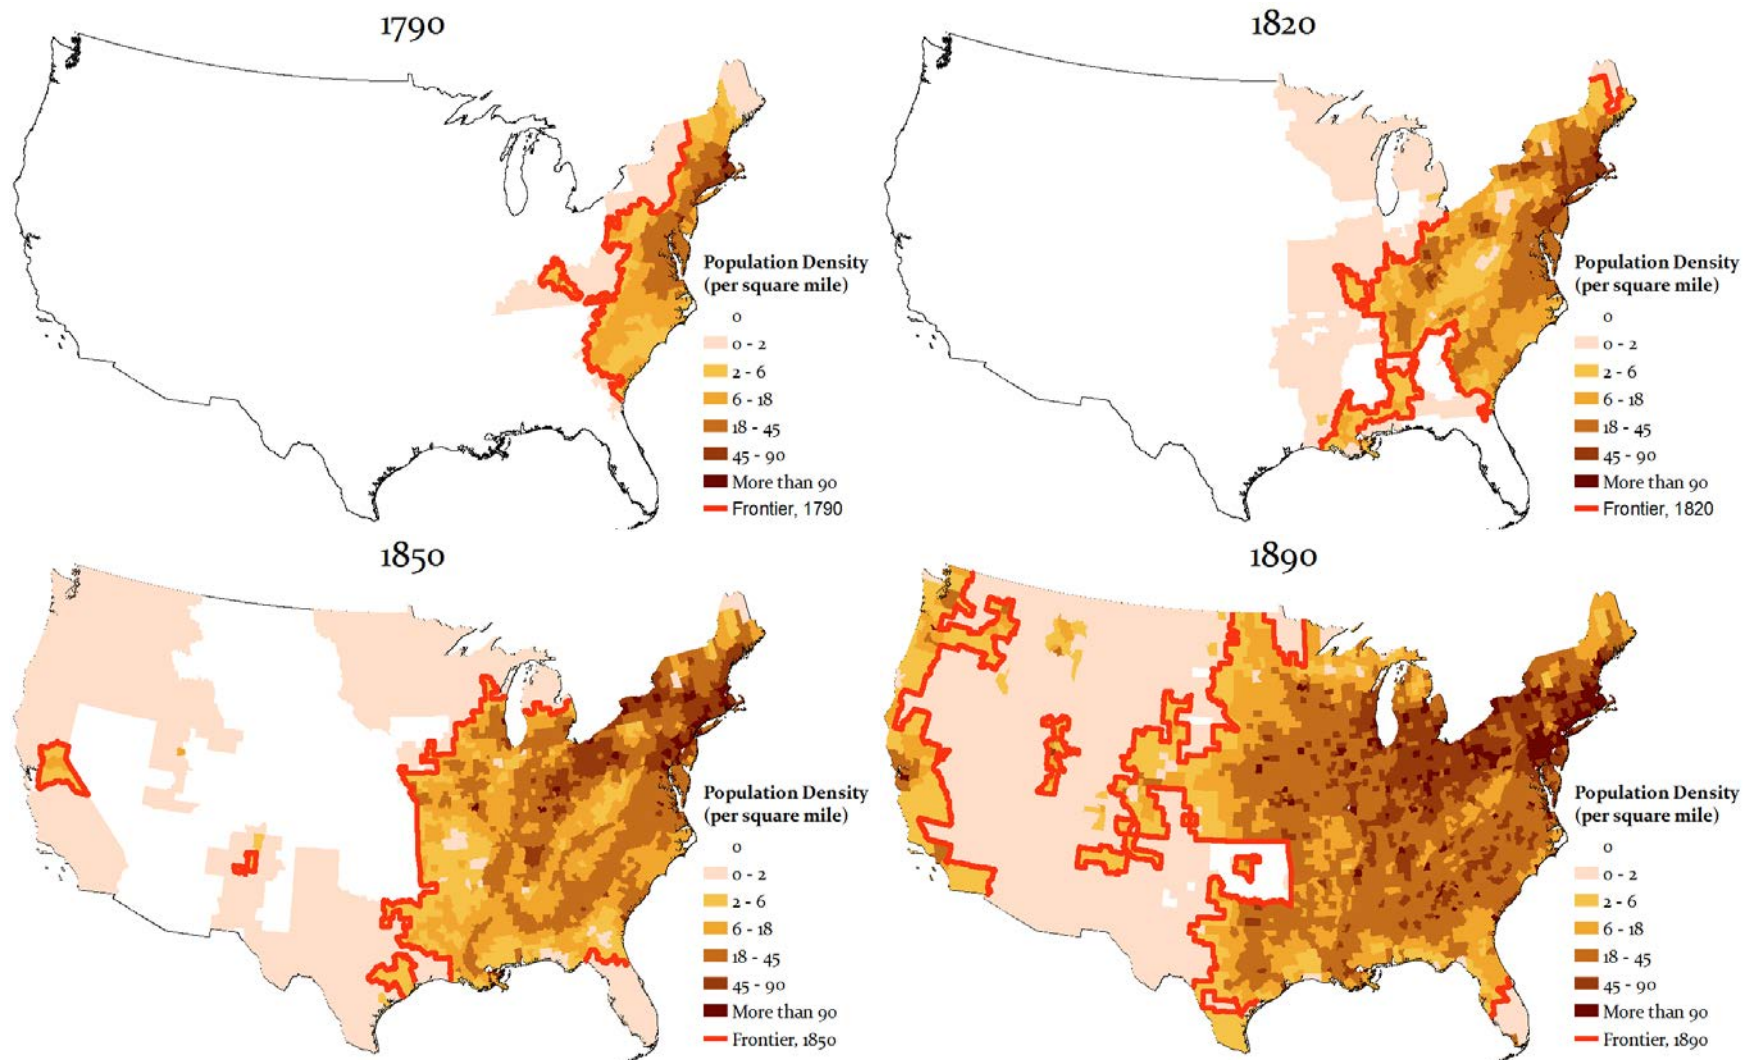 1790
Population Density
(per square mile)
0
0 - 2
2 - 6
6 - 18
18 - 45
45 - 90
More than 90
Frontier, 1790
1820
Population Density
(per square mile)
0
0 - 2
2 - 6
6 - 18
18 - 45
45 - 90
More than 90
Frontier, 1820
1850
Population Density
(per square mile)
0
0 - 2
2 - 6
6 - 18
18 - 45
45 - 90
More than 90
Frontier, 1850
1890
Population Density
(per square mile)
0
0 - 2
2 - 6
6 - 18
18 - 45
45 - 90
More than 90
Frontier, 1890